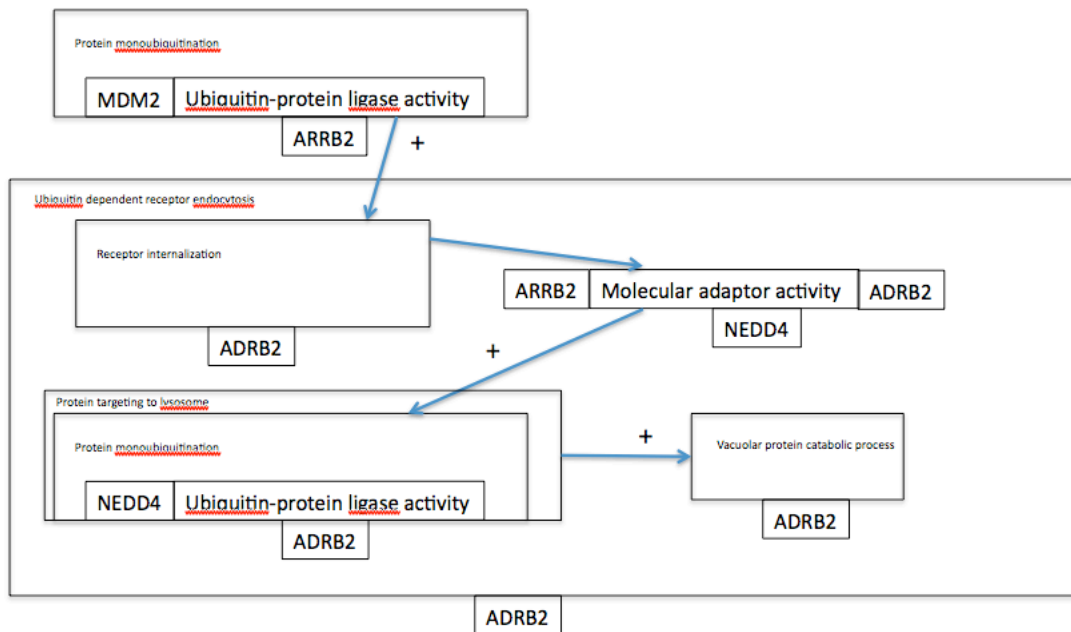 Protein monoubiquitination
MDM2 Ubiquitin-protein ligase activity
ARRB2 +
Ubiquitin dependent receptor endocytosis
Receptor internalization
ARRB2 Molecular adaptor activity ADRB2
NEDD4
ADRB2
+
Protein targeting to lysosome
Protein monoubiquitination
+
Vacuolar protein catabolic process
NEDD4 Ubiquitin-protein ligase activity
ADRB2
ADRB2
ADRB2